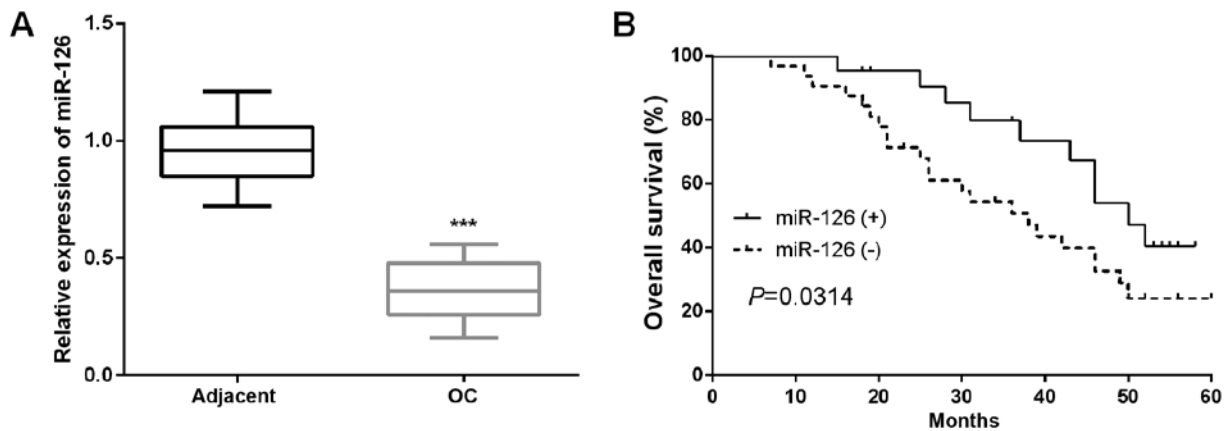 A
Relative expression of miR-126
1.5
1.0
0.5
0.0
***
Adjacent
OC
B
Overall survival (%)
100
80
60
40
20
0
miR-126 (+)
miR-126 (-)
P=0.0314
0
10
20
30
40
50
60
Months